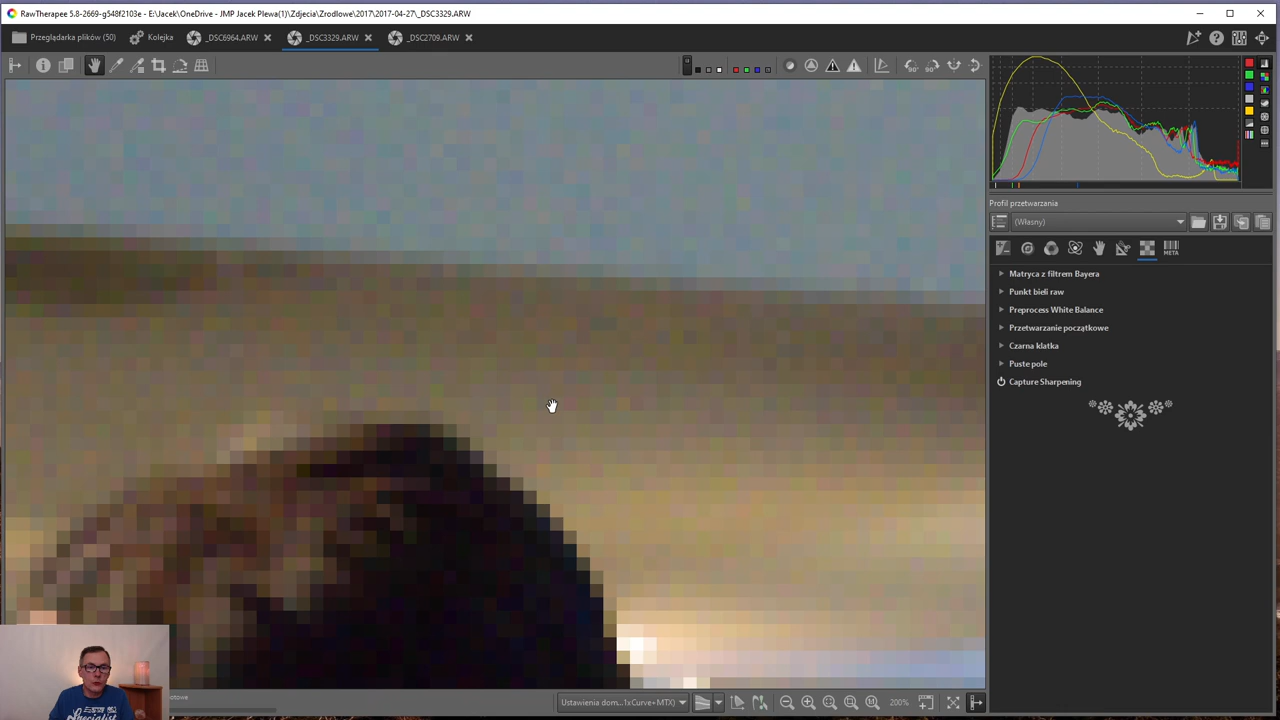 RawTherapee 5.8-2669-g548f2103e - E:\Jacek\OneDrive - JMP Jacek Plewa(1)\Zdjecia\Zrodlowe\2017\2017-04-27\_DSC3329.ARW
Przeglądarka plików (50)
Kolejka
_DSC6964.ARW
_DSC3329.ARW
_DSC2709.ARW
Profil przetwarzania
(Własny)
META
Matryca z filtrem Bayera
Punkt bieli raw
Preprocess White Balance
Przetwarzanie początkowe
Czarna klatka
Puste pole
Capture Sharpening
otowe
Ustawienia dom...1xCurve+MTX)
200%